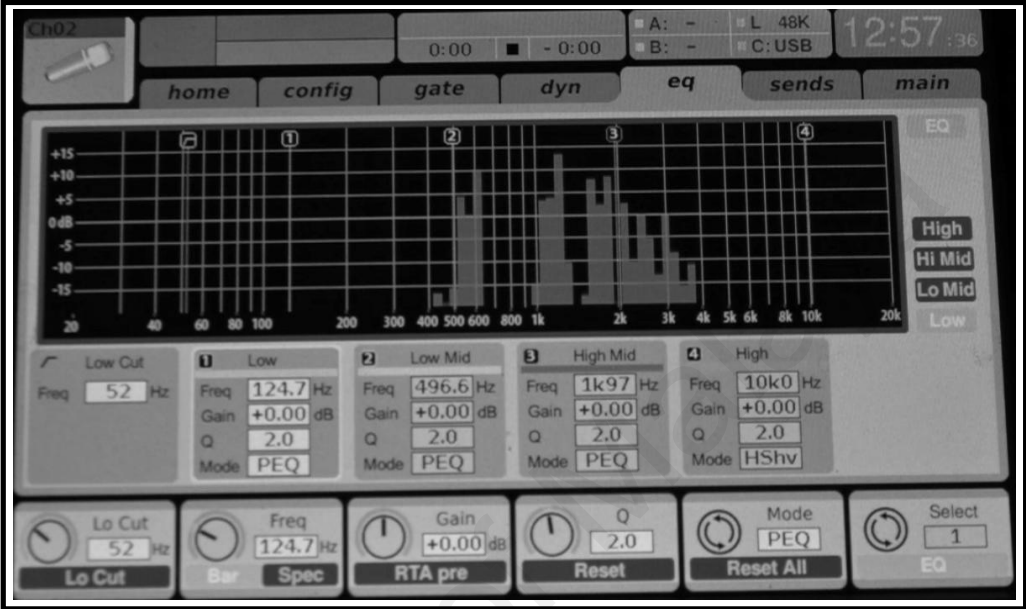 Ch02
A: - L 48K
0:00 - 0:00 B: - C: USB
12:57:36
home config gate dyn eq sends main
1 2 3 4
EQ
+15
+10
+5
0dB
-5
-10
-15
High
Hi Mid
Lo Mid
Low
20 40 60 80 100 200 300 400 500 600 800 1k 2k 3k 4k 5k 6k 8k 10k 20k
Low Cut
Freq 52 Hz
1 Low
Freq 124.7 Hz
Gain +0.00 dB
Q 2.0
Mode PEQ
2 Low Mid
Freq 496.6 Hz
Gain +0.00 dB
Q 2.0
Mode PEQ
3 High Mid
Freq 1k97 Hz
Gain +0.00 dB
Q 2.0
Mode PEQ
4 High
Freq 10k0 Hz
Gain +0.00 dB
Q 2.0
Mode HShv
Lo Cut
52 Hz
Lo Cut
Freq
124.7 Hz
Bar Spec
Gain
+0.00 dB
RTA pre
Q
2.0
Reset
Mode
PEQ
Reset All
Select
1
EQ